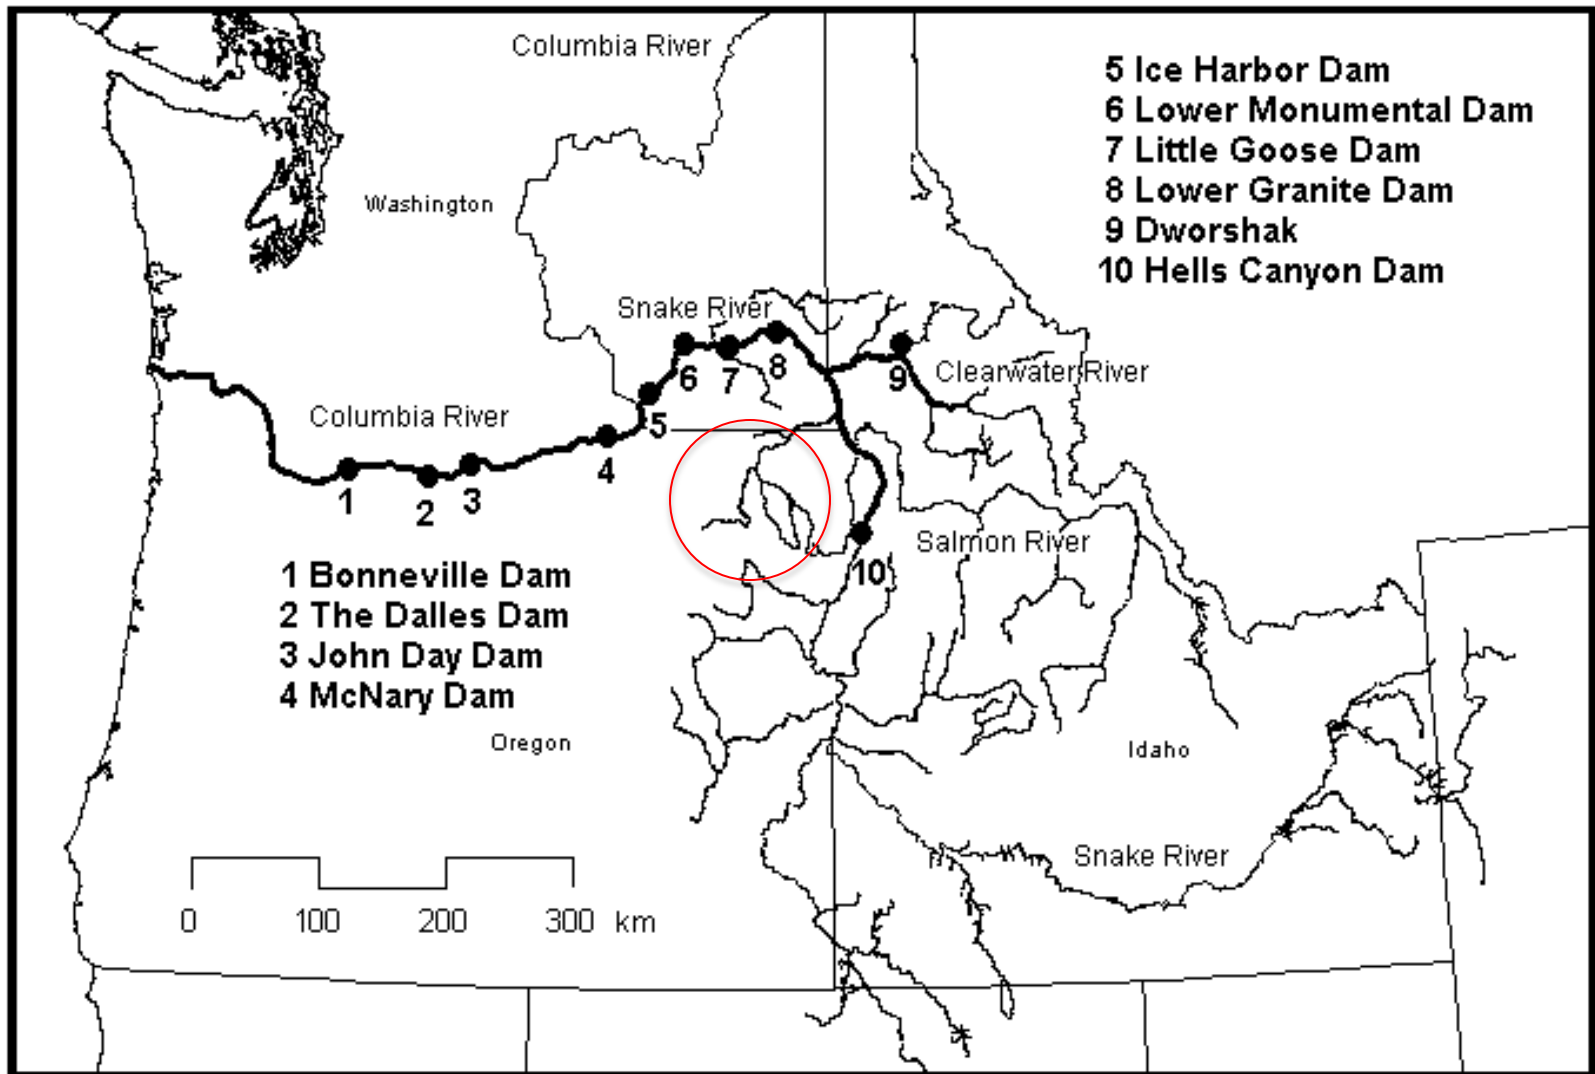 Columbia River
5 Ice Harbor Dam
6 Lower Monumental Dam
7 Little Goose Dam
8 Lower Granite Dam
9 Dworshak
10 Hells Canyon Dam
Washington
Snake River
6
7
8
9
Clearwater River
Columbia River
5
4
1
2
3
Salmon River
10
1 Bonneville Dam
2 The Dalles Dam
3 John Day Dam
4 McNary Dam
Oregon
Idaho
Snake River
0 100 200 300 km